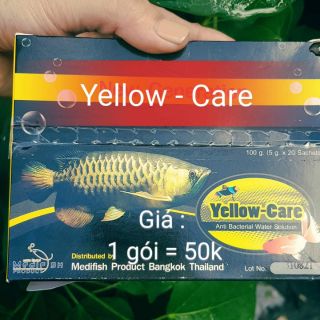 Yellow - Care
100 g. (5 g. x 20 Sachets
Giá :
Yellow-Care
Anti Bacterial Water Solution
1 gói = 50k
Distributed by
Medifish Product Bangkok Thailand
Lot No.